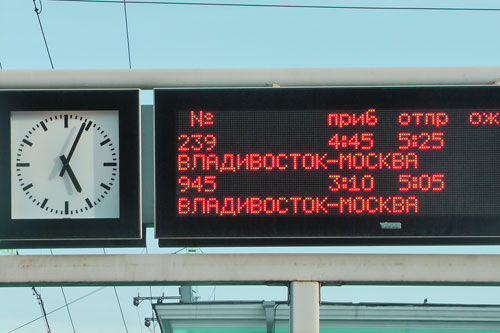 № приб отпр ож
239 4:45 5:25
ВЛАДИВОСТОК-МОСКВА
945 3:10 5:05
ВЛАДИВОСТОК-МОСКВА